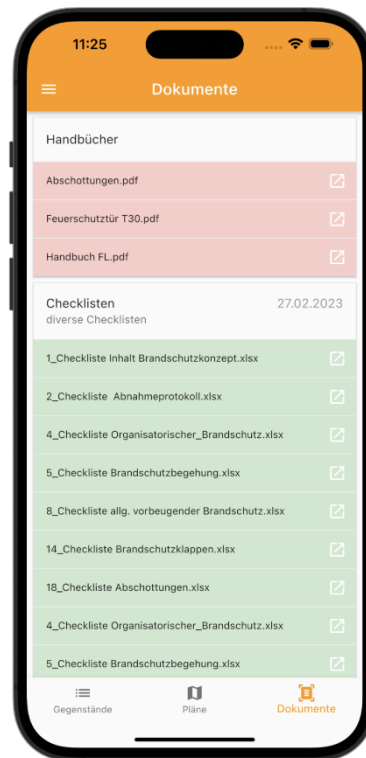 11:25
Dokumente
Handbücher
Abschottungen.pdf
Feuerschutztür T30.pdf
Handbuch FL.pdf
Checklisten 27.02.2023
diverse Checklisten
1_Checkliste Inhalt Brandschutzkonzept.xlsx
2_Checkliste  Abnahmeprotokoll.xlsx
4_Checkliste Organisatorischer_Brandschutz.xlsx
5_Checkliste Brandschutzbegehung.xlsx
8_Checkliste allg. vorbeugender Brandschutz.xlsx
14_Checkliste Brandschutzklappen.xlsx
18_Checkliste Abschottungen.xlsx
4_Checkliste Organisatorischer_Brandschutz.xlsx
5_Checkliste Brandschutzbegehung.xlsx
Gegenstände Pläne Dokumente